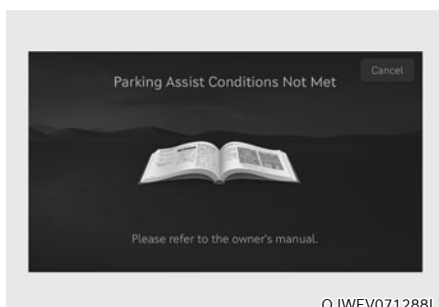 Cancel
Parking Assist Conditions Not Met
Please refer to the owner's manual.
OJWEV071288L